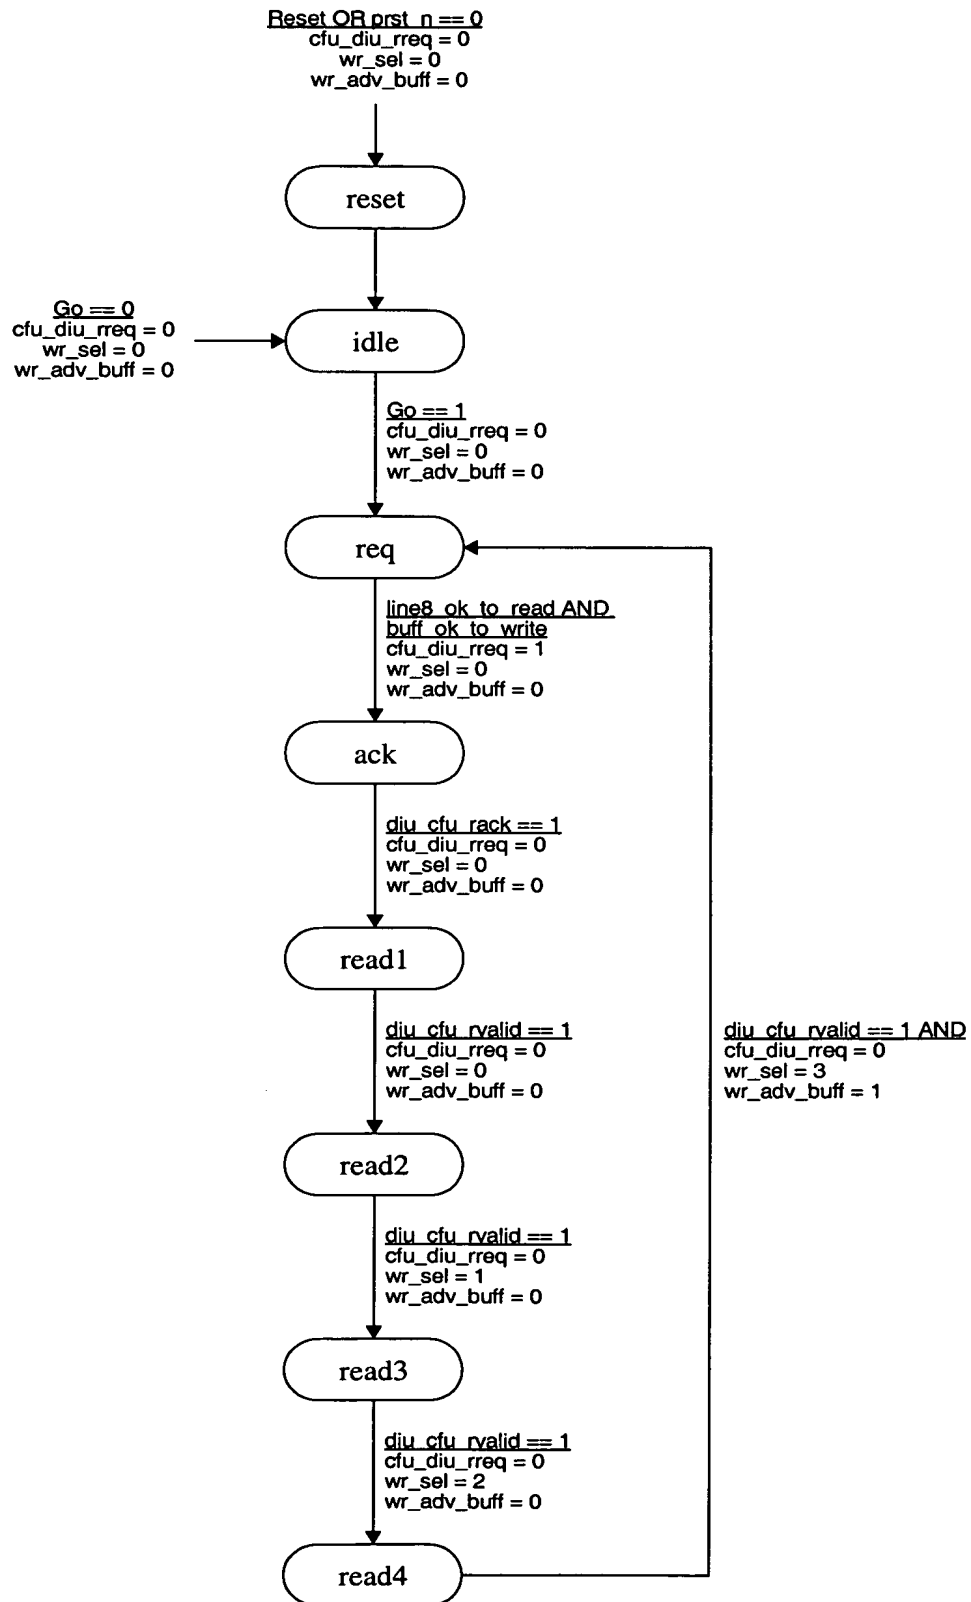 Reset OR prst_n == 0
cfu_diu_rreq = 0
wr_sel = 0
wr_adv_buff = 0
reset
Go == 0
cfu_diu_rreq = 0
wr_sel = 0
wr_adv_buff = 0
idle
Go == 1
cfu_diu_rreq = 0
wr_sel = 0
wr_adv_buff = 0
req
line8_ok_to_read AND
buff_ok_to_write
cfu_diu_rreq = 1
wr_sel = 0
wr_adv_buff = 0
ack
diu_cfu_rack == 1
cfu_diu_rreq = 0
wr_sel = 0
wr_adv_buff = 0
read1
diu_cfu_rvalid == 1
cfu_diu_rreq = 0
wr_sel = 0
wr_adv_buff = 0
diu_cfu_rvalid == 1 AND
cfu_diu_rreq = 0
wr_sel = 3
wr_adv_buff = 1
read2
diu_cfu_rvalid == 1
cfu_diu_rreq = 0
wr_sel = 1
wr_adv_buff = 0
read3
diu_cfu_rvalid == 1
cfu_diu_rreq = 0
wr_sel = 2
wr_adv_buff = 0
read4